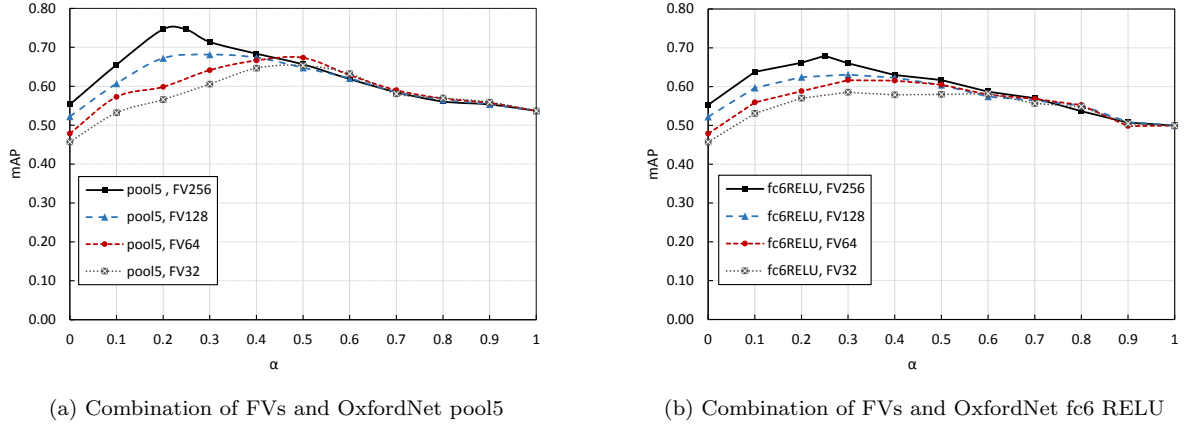 0.80
0.70
0.60
0.50
0.40
0.30
0.20
0.10
0.00
mAP
pool5 , FV256
pool5, FV128
pool5, FV64
pool5, FV32
0 0.1 0.2 0.3 0.4 0.5 0.6 0.7 0.8 0.9 1
α
(a) Combination of FVs and OxfordNet pool5
0.80
0.70
0.60
0.50
0.40
0.30
0.20
0.10
0.00
mAP
fc6RELU, FV256
fc6RELU, FV128
fc6RELU, FV64
fc6RELU, FV32
0 0.1 0.2 0.3 0.4 0.5 0.6 0.7 0.8 0.9 1
α
(b) Combination of FVs and OxfordNet fc6 RELU